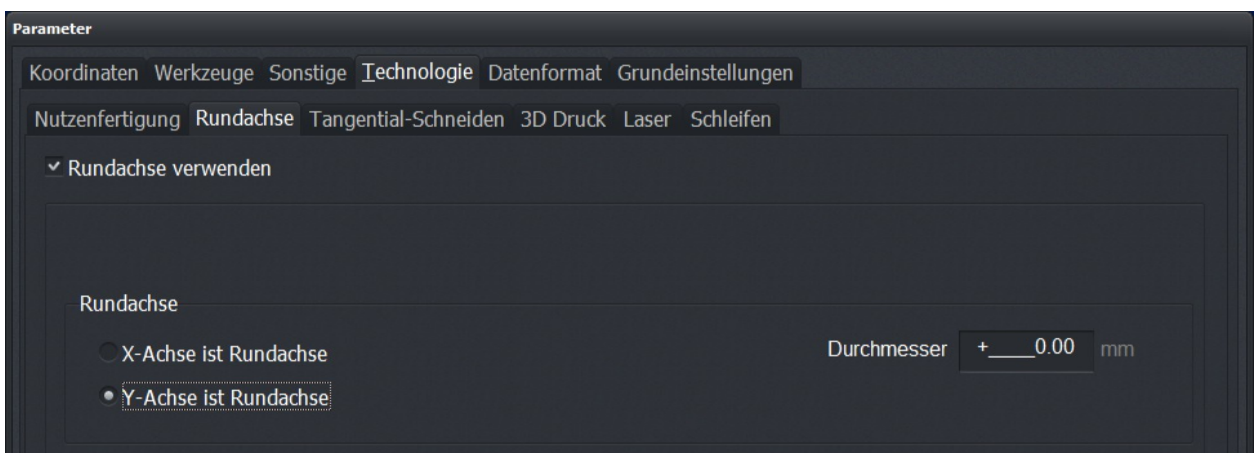 Parameter
Koordinaten Werkzeuge Sonstige Technologie Datenformat Grundeinstellungen
Nutzenfertigung Rundachse Tangential-Schneiden 3D Druck Laser Schleifen
Rundachse verwenden
Rundachse
X-Achse ist Rundachse Durchmesser +____0.00 mm
Y-Achse ist Rundachse